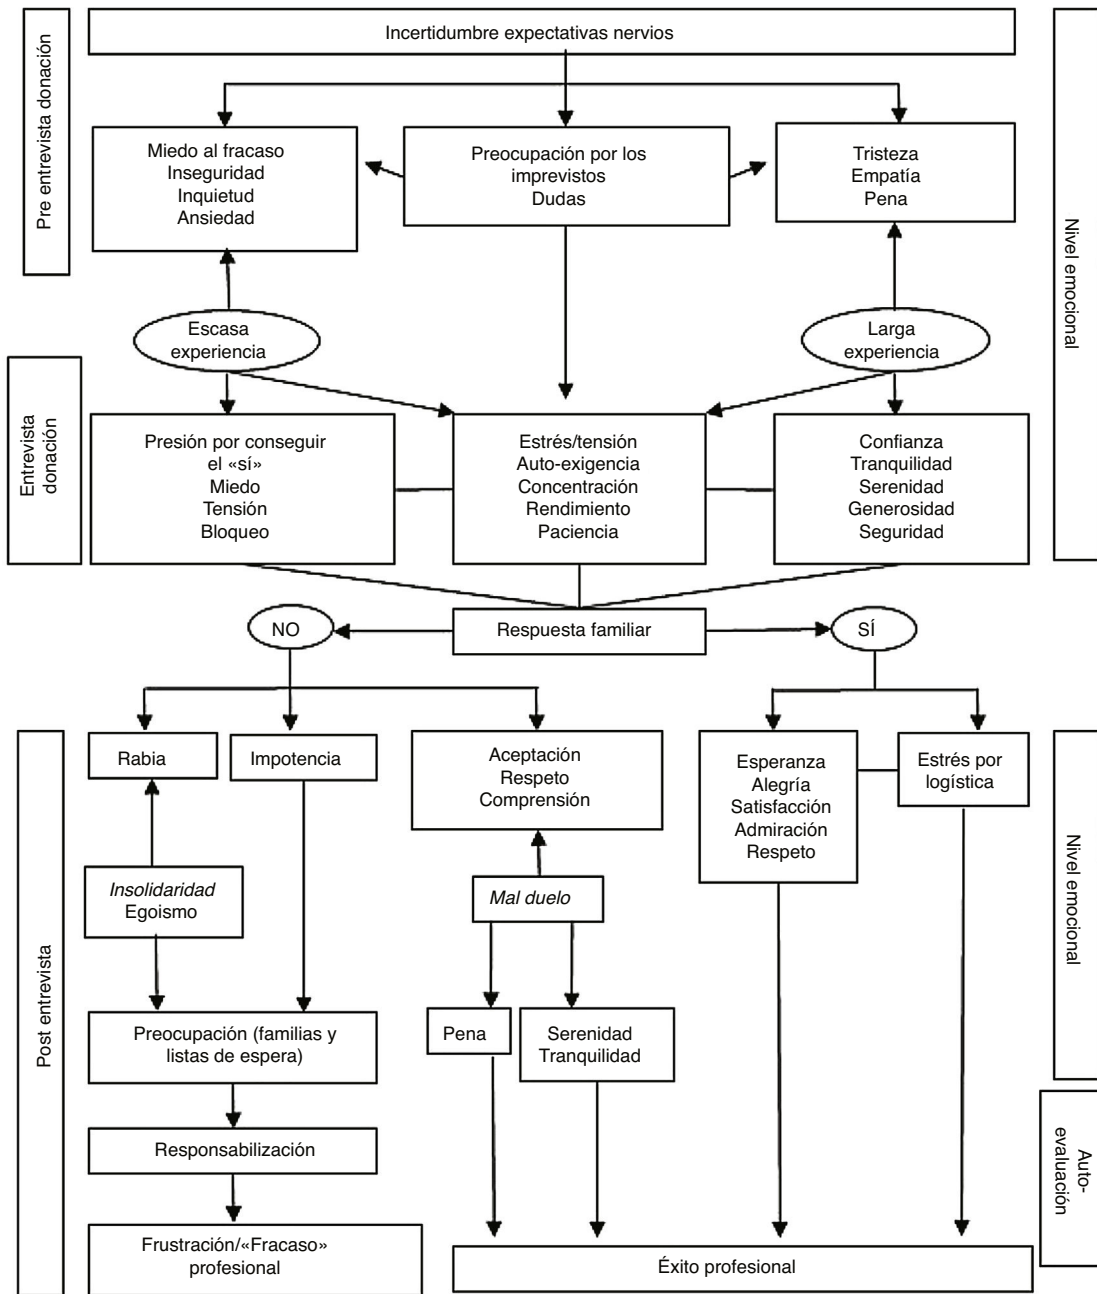 Pre entrevista donación
Incertidumbre expectativas nervios
Nivel emocional
Miedo al fracaso
Inseguridad
Inquietud
Ansiedad
Preocupación por los
imprevistos
Dudas
Tristeza
Empatía
Pena
Escasa
experiencia
Larga
experiencia
Entrevista
donación
Presión por conseguir
el «sí»
Miedo
Tensión
Bloqueo
Estrés/tensión
Auto-exigencia
Concentración
Rendimiento
Paciencia
Confianza
Tranquilidad
Serenidad
Generosidad
Seguridad
NO
Respuesta familiar
SÍ
Post entrevista
Rabia
Impotencia
Aceptación
Respeto
Comprensión
Esperanza
Alegría
Satisfacción
Admiración
Respeto
Estrés por
logística
Nivel emocional
Insolidaridad
Egoismo
Mal duelo
Preocupación (familias y
listas de espera)
Pena
Serenidad
Tranquilidad
Responsabilización
Auto-
evaluación
Frustración/«Fracaso»
profesional
Éxito profesional